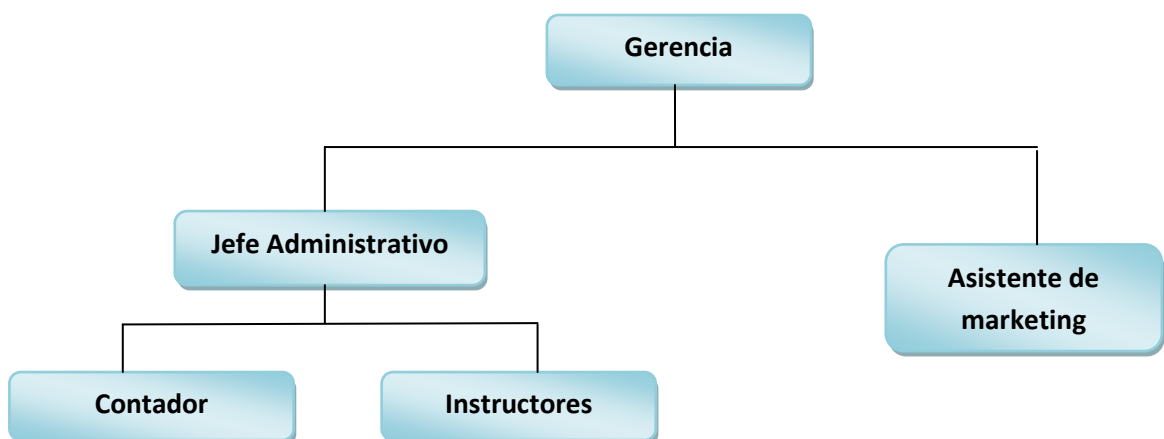 Gerencia
Jefe Administrativo
Asistente de
marketing
Contador
Instructores